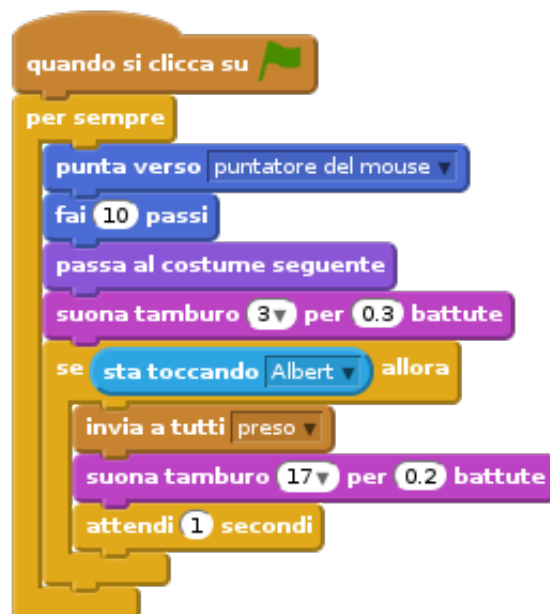 quando si clicca su
per sempre
punta verso puntatore del mouse
fai 10 passi
passa al costume seguente
suona tamburo 3 per 0.3 battute
se sta toccando Albert allora
invia a tutti preso
suona tamburo 17 per 0.2 battute
attendi 1 secondi